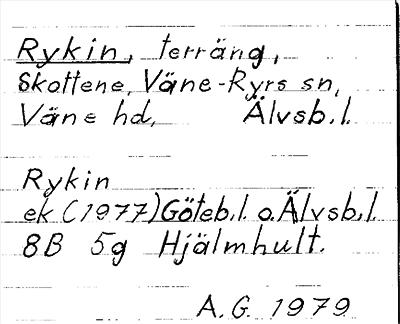 Rykin, terräng,
Skottene, Väne-Ryrs sn,
Väne hd, Älvsb.l.
Rykin
ek (1977) Göteb.l. o. Älvsb.l.
8B 5g Hjälmhult.
A.G. 1979